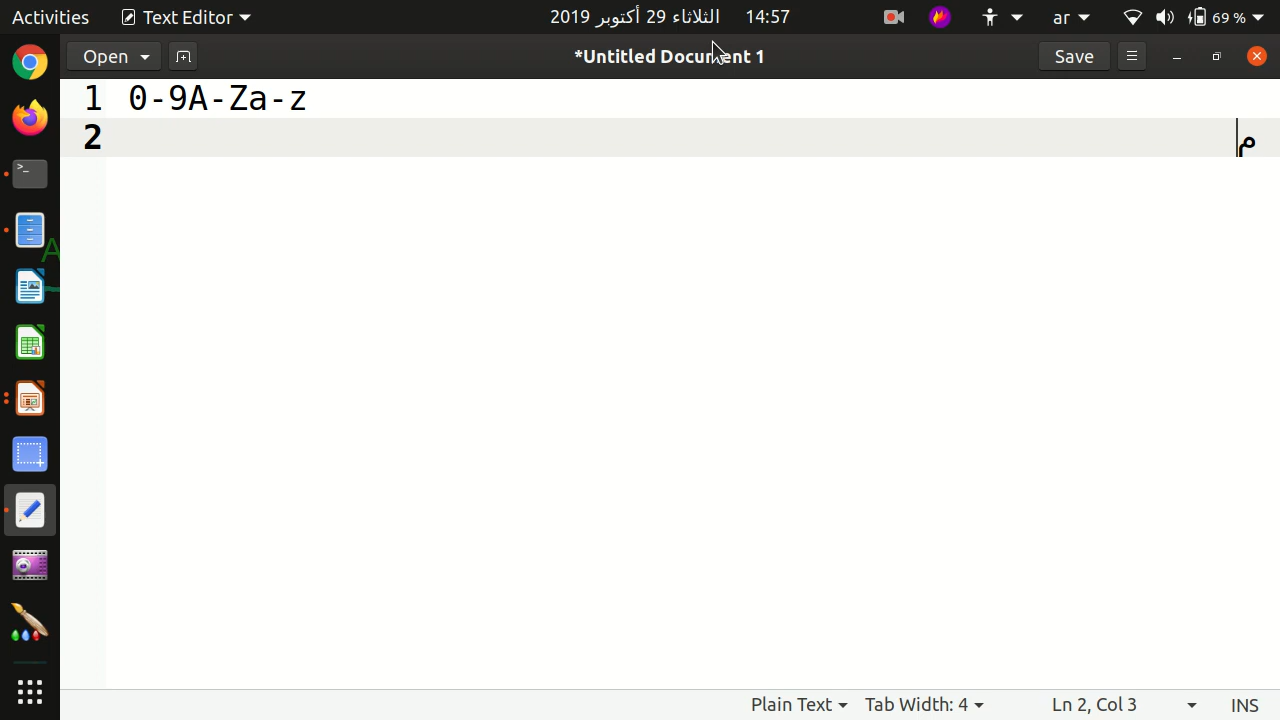 Activities Text Editor الثلاثاء 29 أكتوبر 2019 14:57 ar 69 %
Open *Untitled Document 1 Save
1 0-9A-Za-z
2 م
Plain Text Tab Width: 4 Ln 2, Col 3 INS